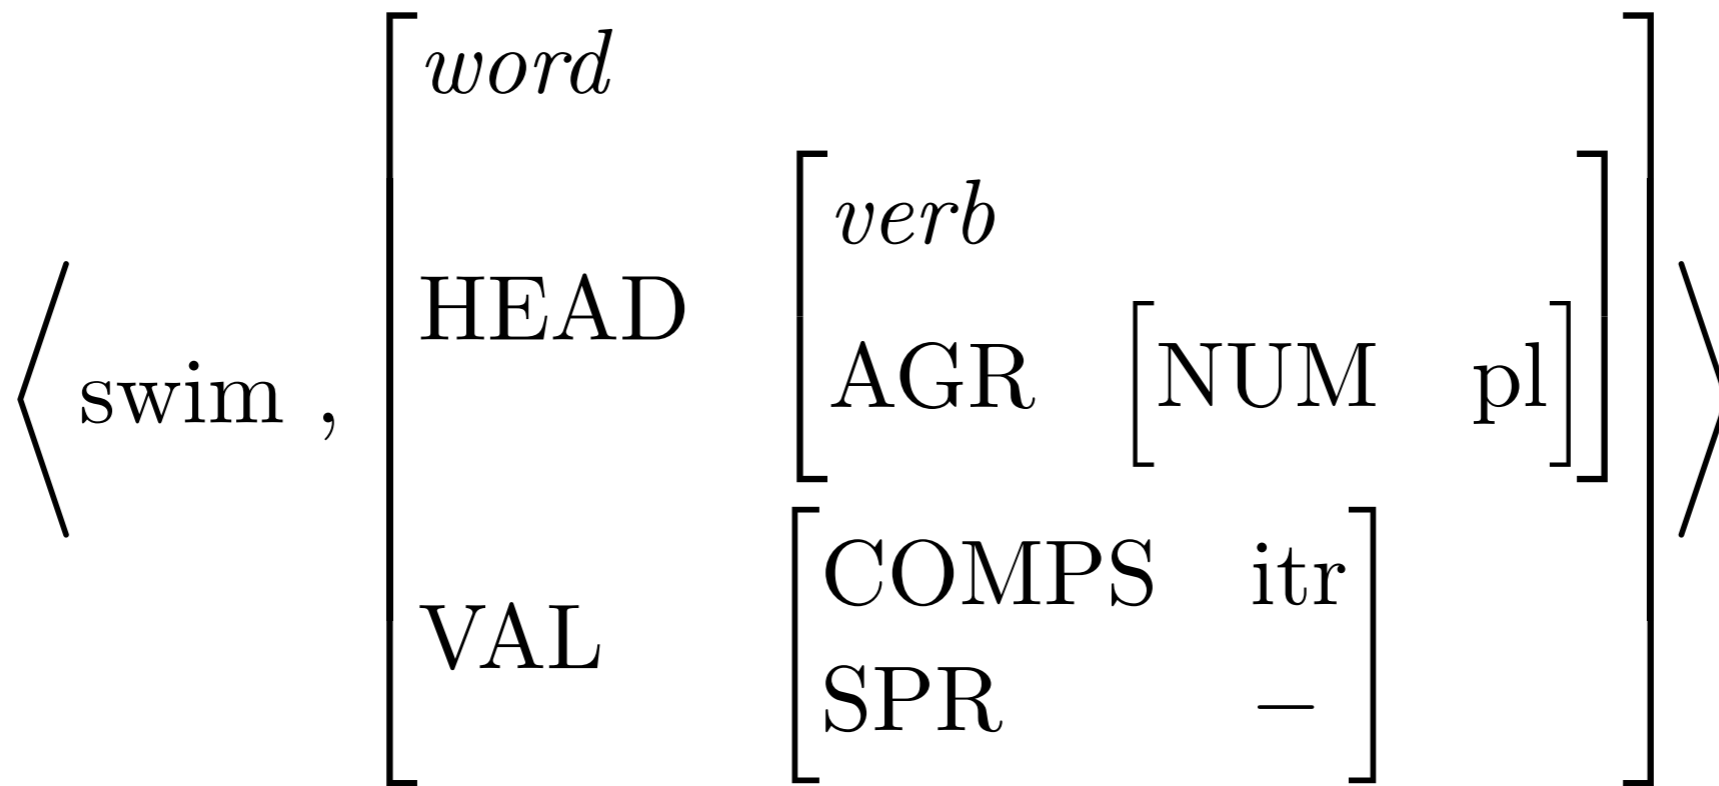 word
verb
HEAD
AGR [NUM pl]
⟨swim ,
COMPS itr
VAL
SPR −